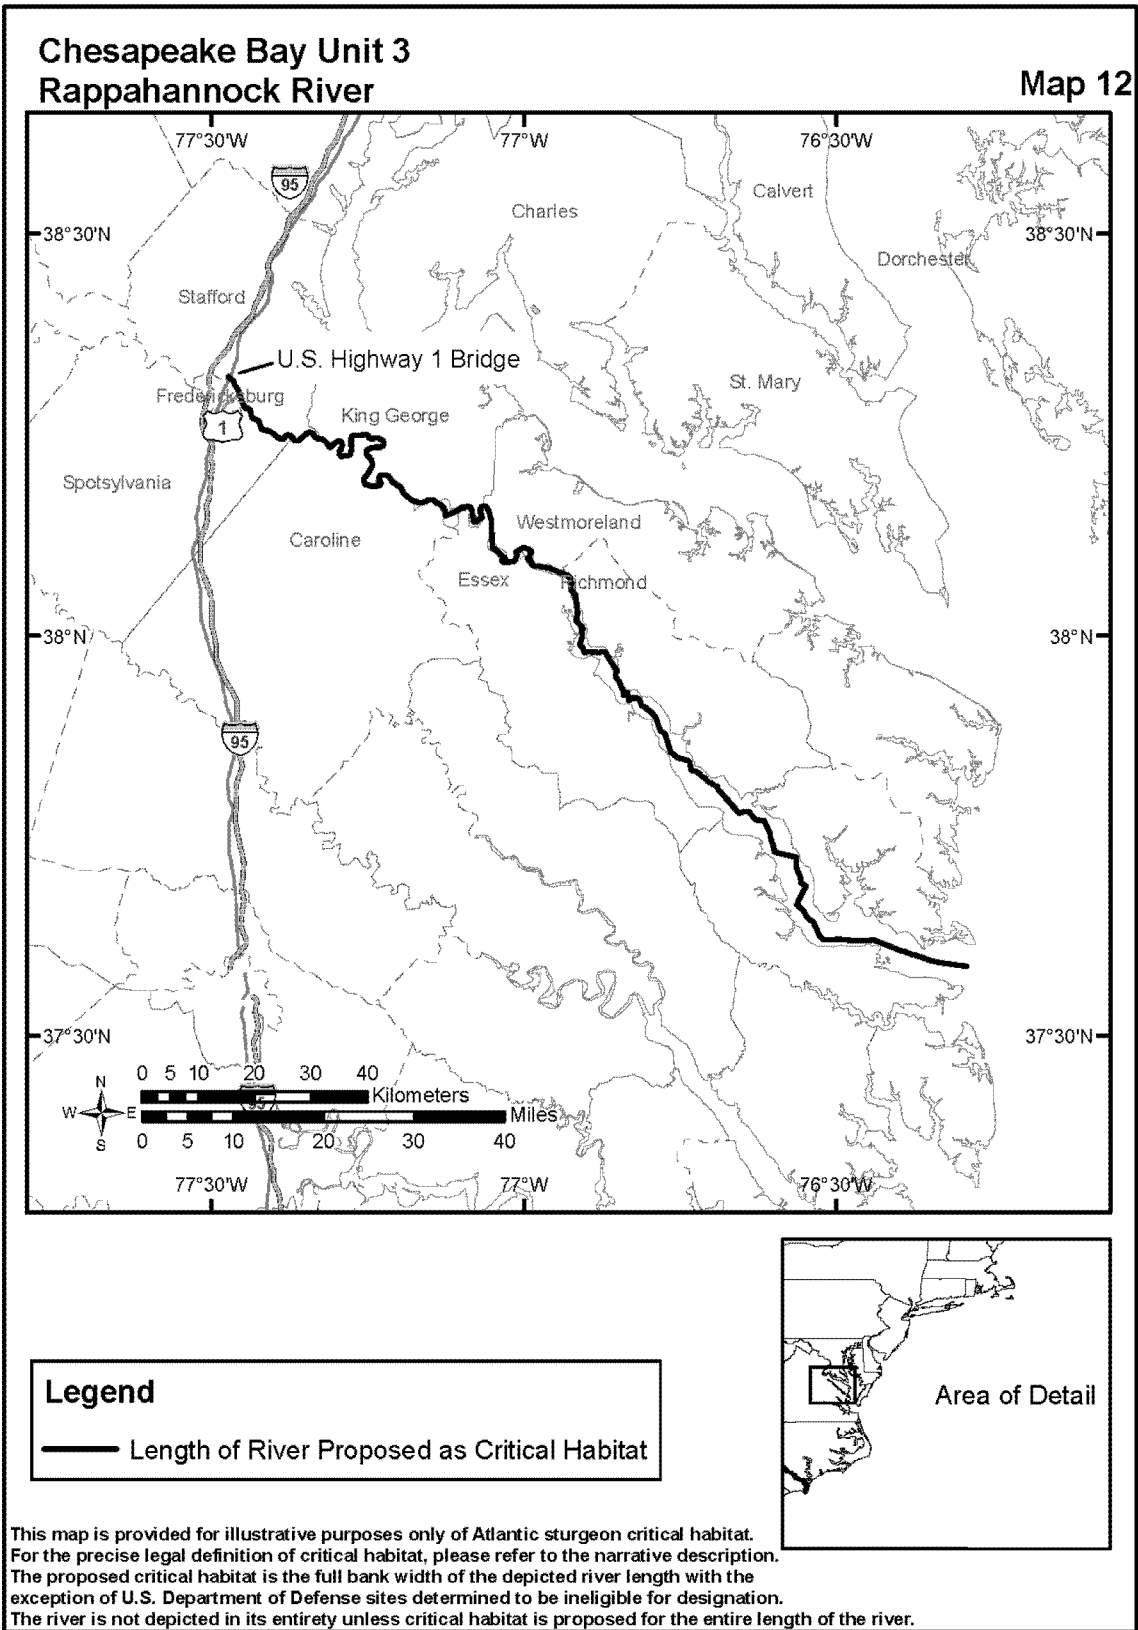 Chesapeake Bay Unit 3
Rappahannock River
Map 12
77°30'W 77°W 76°30'W
95
Calvert
Charles
38°30'N 38°30'N
Dorchester
Stafford
U.S. Highway 1 Bridge
St. Mary
Fredericksburg
King George
1
Spotsylvania
Westmoreland
Caroline
Essex Richmond
38°N 38°N
95
37°30'N 37°30'N
0 5 10 20 30 40
N
Kilometers
95
W E Miles
S
0 5 10 20 30 40
77°30'W 77°W 76°30'W
Area of Detail
Legend
Length of River Proposed as Critical Habitat
This map is provided for illustrative purposes only of Atlantic sturgeon critical habitat.
For the precise legal definition of critical habitat, please refer to the narrative description.
The proposed critical habitat is the full bank width of the depicted river length with the
exception of U.S. Department of Defense sites determined to be ineligible for designation.
The river is not depicted in its entirety unless critical habitat is proposed for the entire length of the river.